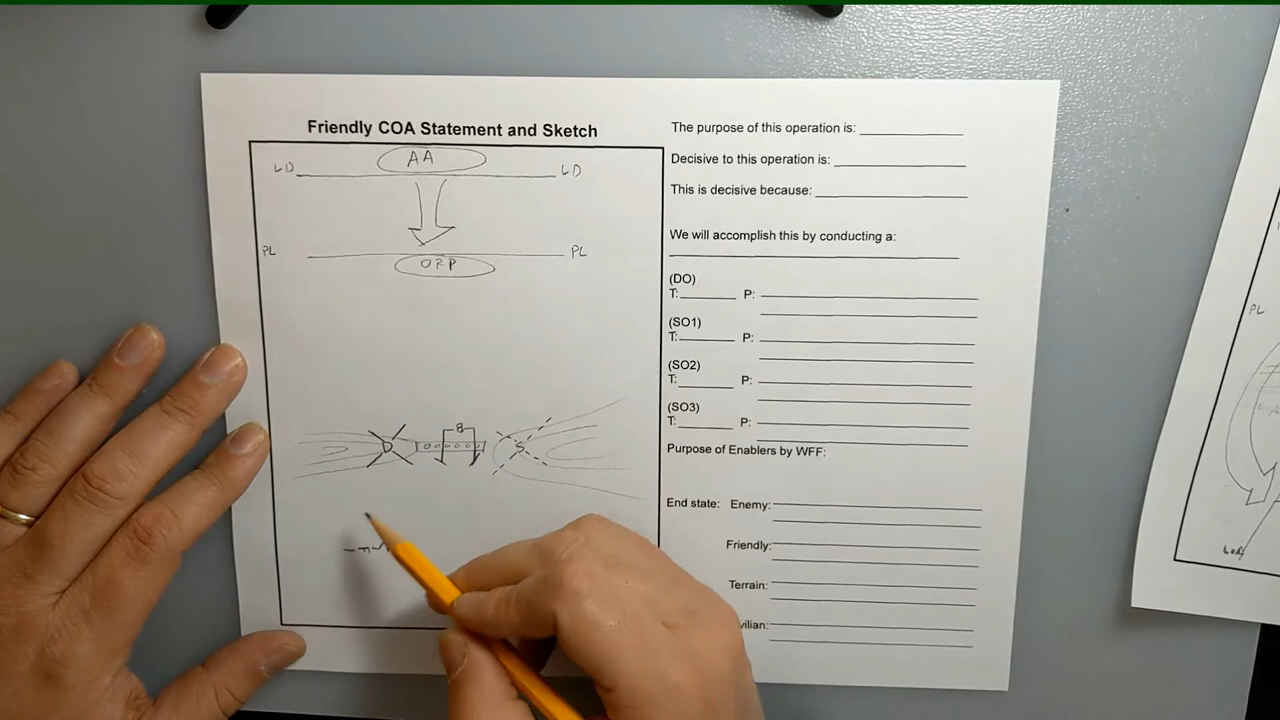 Friendly COA Statement and Sketch
AA
LD LD
PL PL
ORP
B
D S
The purpose of this operation is:
Decisive to this operation is:
This is decisive because:
We will accomplish this by conducting a:
(DO)
T: P:
(SO1)
T: P:
(SO2)
T: P:
(SO3)
T: P:
Purpose of Enablers by WFF:
End state: Enemy:
Friendly:
Terrain:
vilian:
PL